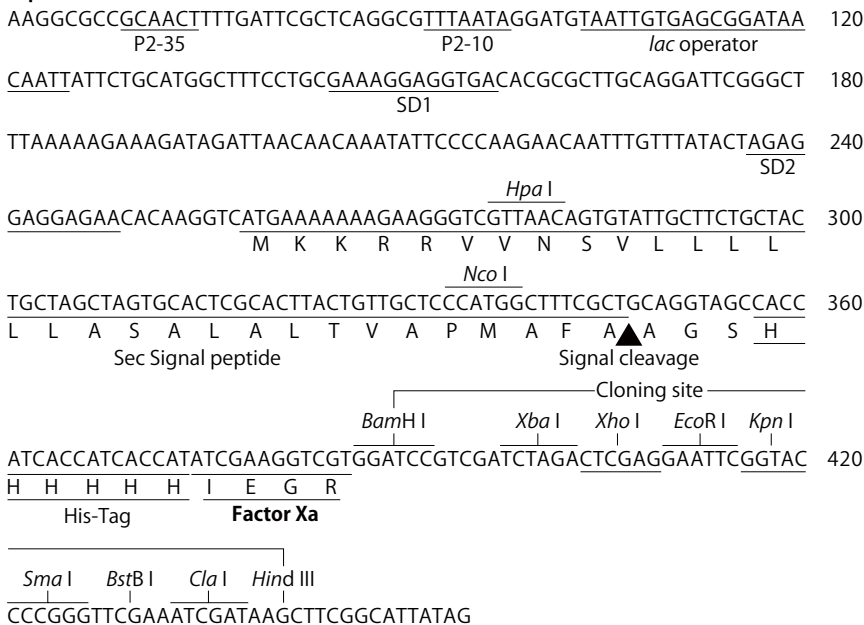 AAGGCGCCGCAACTTTTGATTCGCTCAGGCGTTTAATAGGATGTAATTGTGAGCGGATAA 120
P2-35 P2-10 lac operator
CAATTATTCTGCATGGCTTTCCTGCGAAAGGAGGTGACACGCGCTTGCAGGATTCGGGCT 180
SD1
TTAAAAAGAAAGATAGATTAACAACAAATATTCCCCAAGAACAATTTGTTTATACTAGAG 240
SD2
Hpa I
GAGGAGAACACAAGGTCATGAAAAAAAGAAGGGTCGTTAACAGTGTATTGCTTCTGCTAC 300
M K K R R V V N S V L L L L
Nco I
TGCTAGCTAGTGCACTCGCACTTACTGTTGCTCCCATGGCTTTCGCTGCAGGTAGCCACC 360
L L A S A L A L T V A P M A F A A G S H
Sec Signal peptide Signal cleavage
Cloning site
BamH I Xba I Xho I EcoR I Kpn I
ATCACCATCACCATATCGAAGGTCGTGGATCCGTCGATCTAGACTCGAGGAATTCGGTAC 420
H H H H H I E G R
His-Tag Factor Xa
Sma I BstB I Cla I Hind III
CCCGGGTTCGAAATCGATAAGCTTCGGCATTATAG